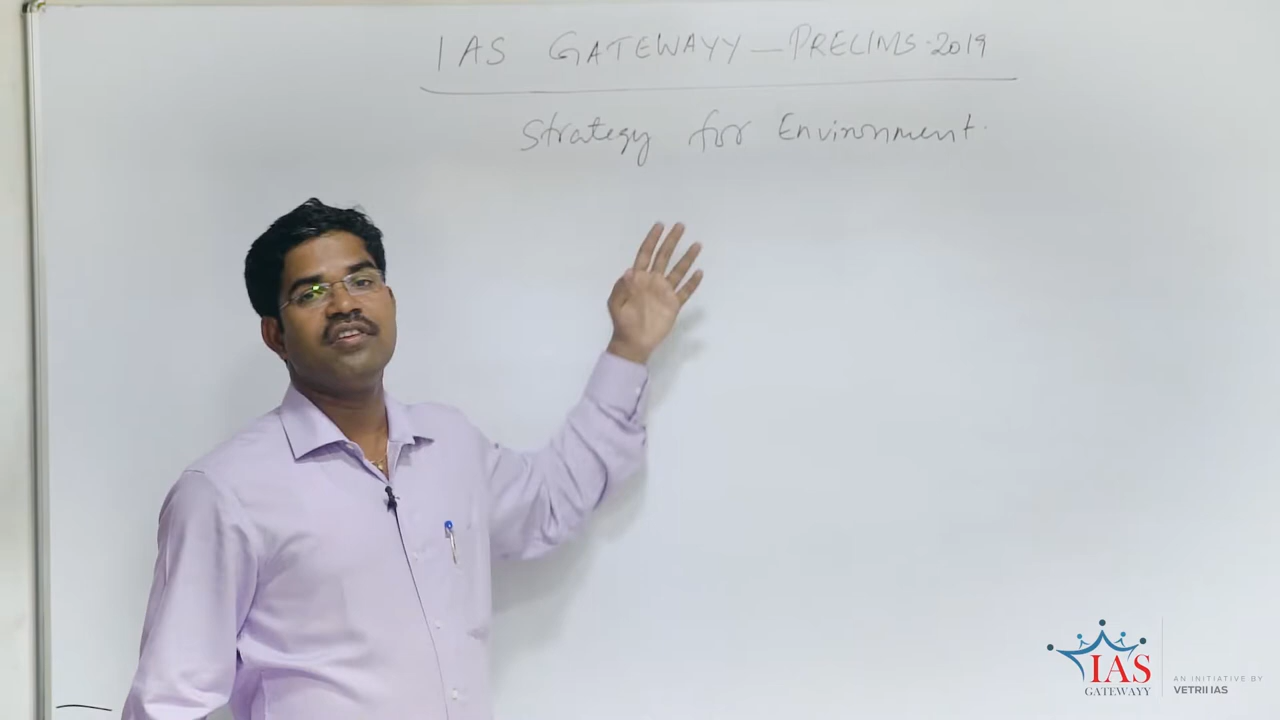 IAS GATEWAYY — PRELIMS-2019
Strategy for Environment.
IAS
GATEWAYY
AN INITIATIVE BY
VETRII IAS